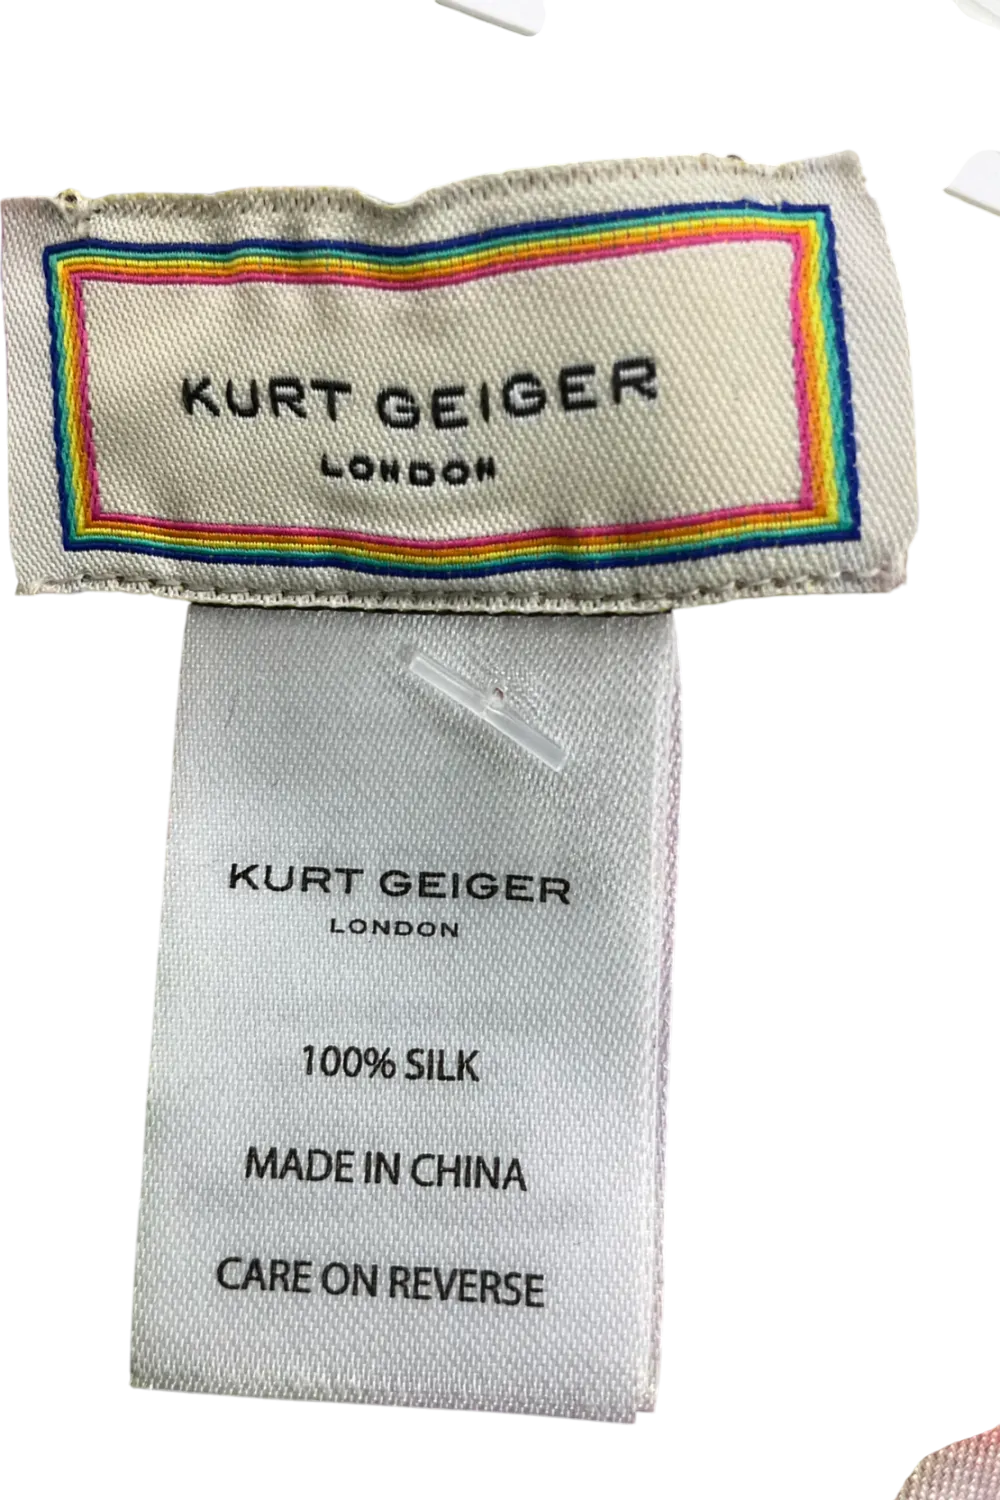 KURT GEIGER
LONDON
KURT GEIGER
LONDON
100% SILK
MADE IN CHINA
CARE ON REVERSE